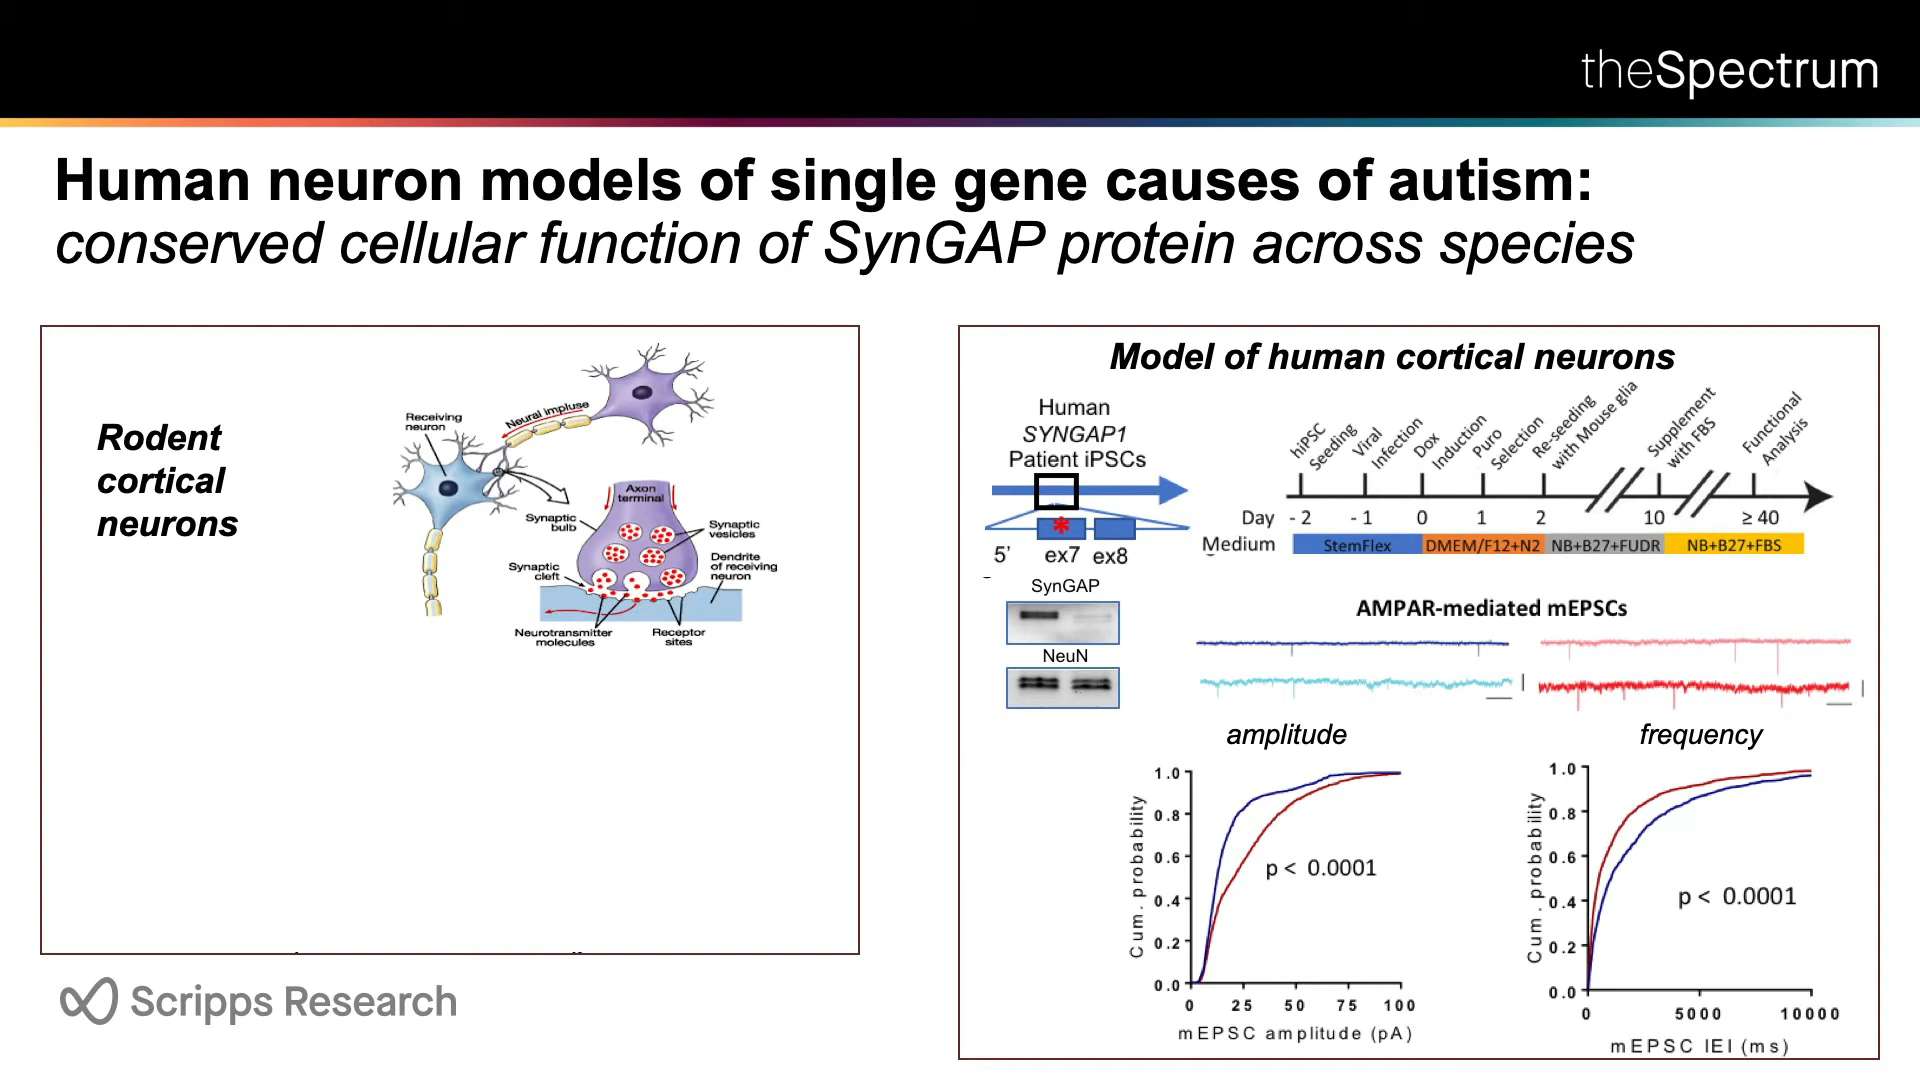 theSpectrum
Human neuron models of single gene causes of autism:
conserved cellular function of SynGAP protein across species
Rodent
cortical
neurons
Receiving
neuron
Neural impluse
Axon
terminal
Synaptic
bulb
Synaptic
vesicles
Synaptic
cleft
Dendrite
of receiving
neuron
Neurotransmitter
molecules
Receptor
sites
Scripps Research
Model of human cortical neurons
Human
SYNGAP1
Patient iPSCs
*
5’ ex7 ex8
SynGAP
NeuN
hiPSC
Seeding
Viral
Infection
Dox
Induction
Puro
Selection
Re-seeding
with Mouse glia
Supplement
with FBS
Functional
Analysis
Day - 2 - 1 0 1 2 10 ≥ 40
Medium StemFlex DMEM/F12+N2 NB+B27+FUDR NB+B27+FBS
AMPAR-mediated mEPSCs
amplitude
Cum. probability
1.0
0.8
0.6
0.4
0.2
0.0
p < 0.0001
0 25 50 75 100
mEPSC amplitude (pA)
frequency
Cum. probability
1.0
0.8
0.6
0.4
0.2
0.0
p < 0.0001
0 5000 10000
mEPSC IEI (ms)